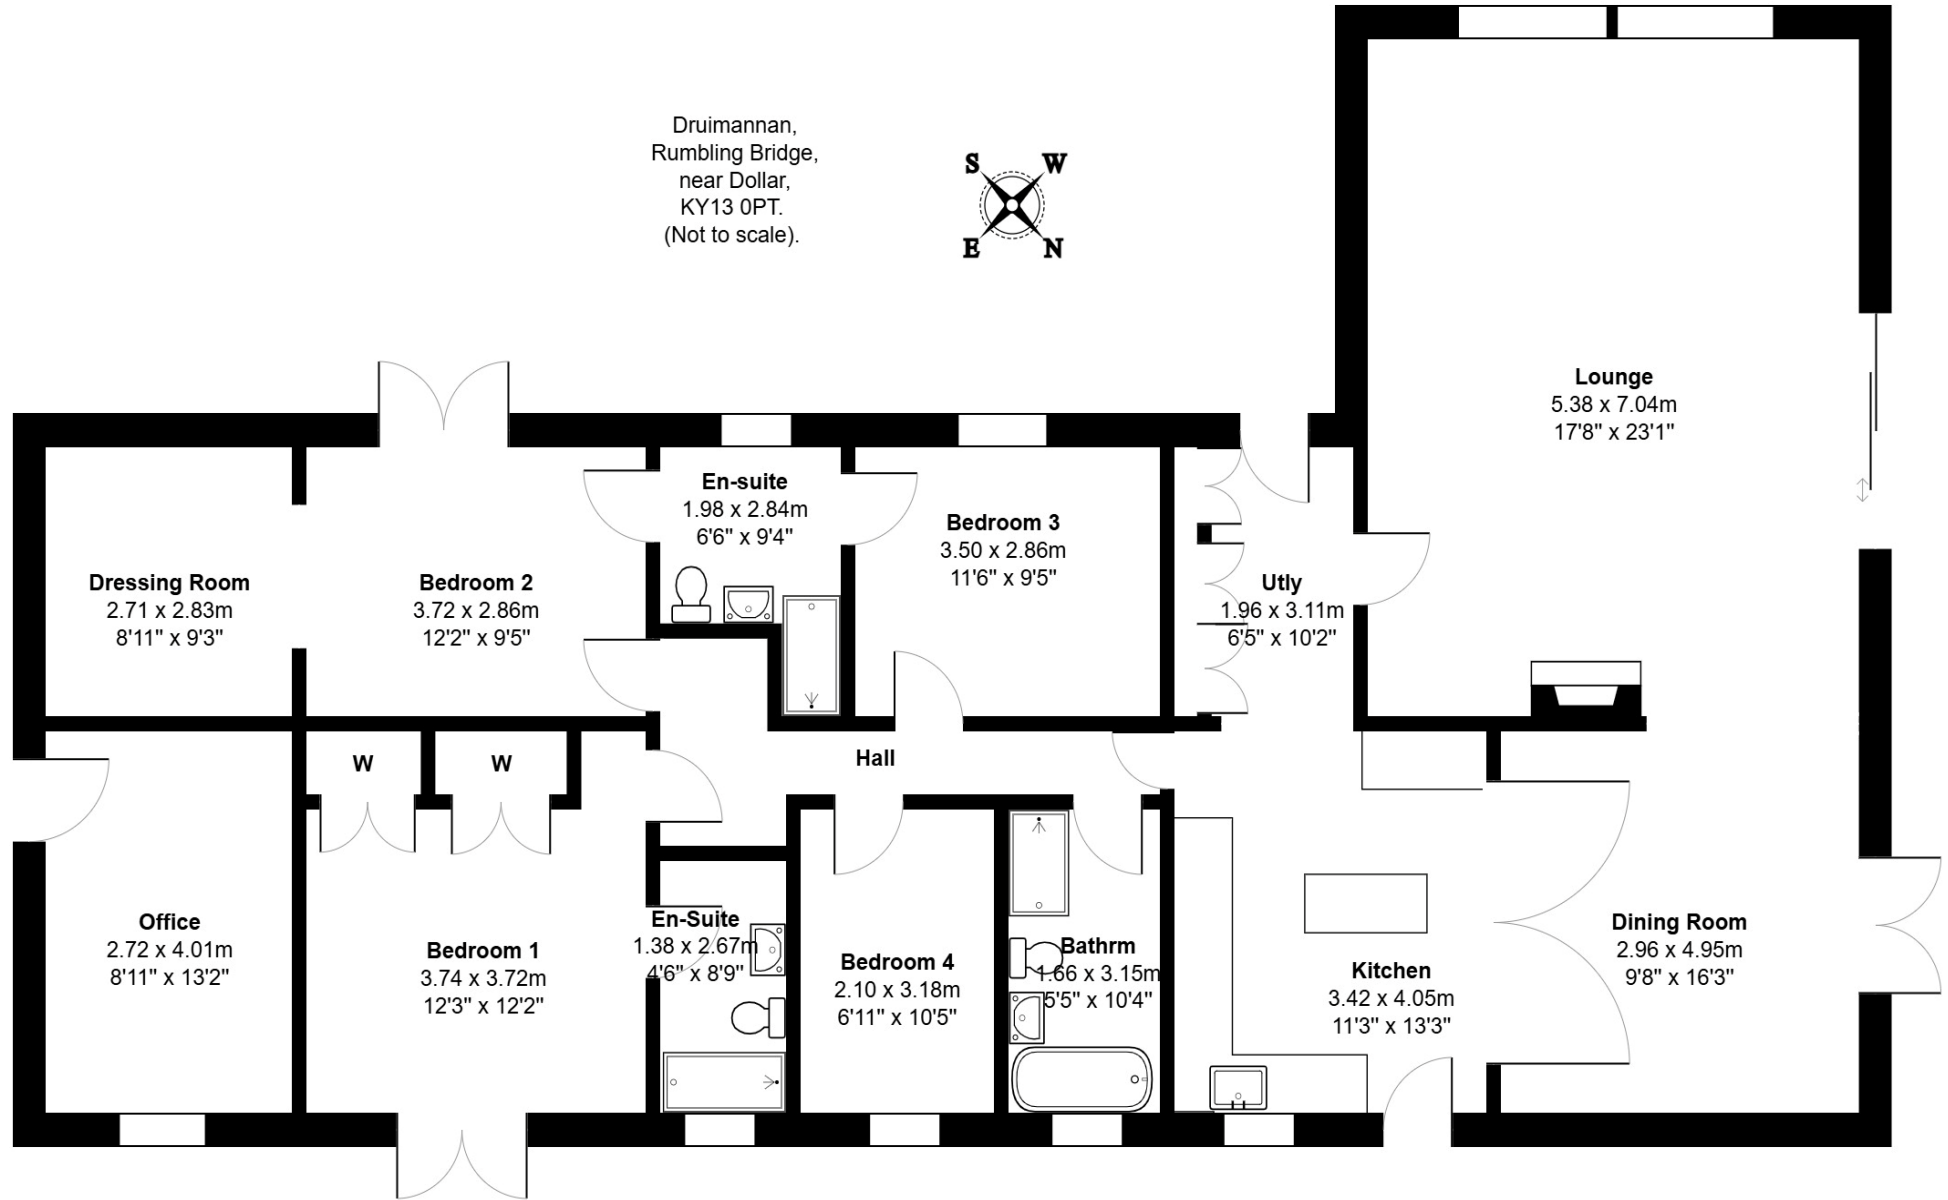 Druimannan,
Rumbling Bridge,
near Dollar,
KY13 0PT.
(Not to scale).
S W
E N
Lounge
5.38 x 7.04m
17'8" x 23'1"
En-suite
1.98 x 2.84m
6'6" x 9'4"
Bedroom 3
3.50 x 2.86m
11'6" x 9'5"
Dressing Room
2.71 x 2.83m
8'11" x 9'3"
Bedroom 2
3.72 x 2.86m
12'2" x 9'5"
Utly
1.96 x 3.11m
6'5" x 10'2"
W
W
Hall
Office
2.72 x 4.01m
8'11" x 13'2"
Bedroom 1
3.74 x 3.72m
12'3" x 12'2"
En-Suite
1.38 x 2.67m
4'6" x 8'9"
Bedroom 4
2.10 x 3.18m
6'11" x 10'5"
Bathrm
1.66 x 3.15m
5'5" x 10'4"
Kitchen
3.42 x 4.05m
11'3" x 13'3"
Dining Room
2.96 x 4.95m
9'8" x 16'3"